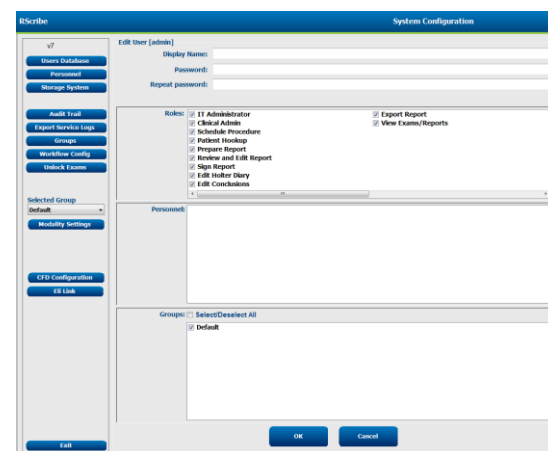 RScribe
System Configuration
v7
Users Database
Personnel
Storage System
Audit Trail
Export Service Logs
Groups
Workflow Config
Unlock Exams
Selected Group
Default
Modality Settings
CFD Configuration
Eli Link
Exit
Edit User [admin]
Display Name:
Password:
Repeat password:
Roles:
IT Administrator
Clinical Admin
Schedule Procedure
Patient Hookup
Prepare Report
Review and Edit Report
Sign Report
Edit Holter Diary
Edit Conclusions
Export Report
View Exams/Reports
Personnel:
Groups:
Select/Deselect All
Default
OK
Cancel